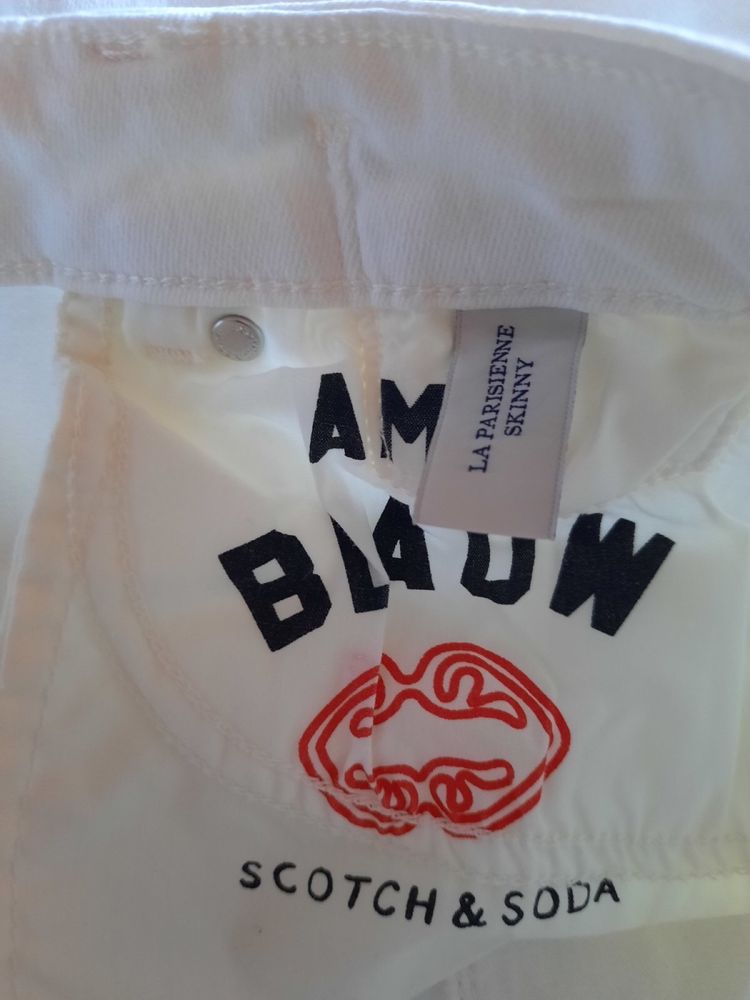 LA PARISIENNE
SKINNY
AM
BLAUW
SCOTCH & SODA